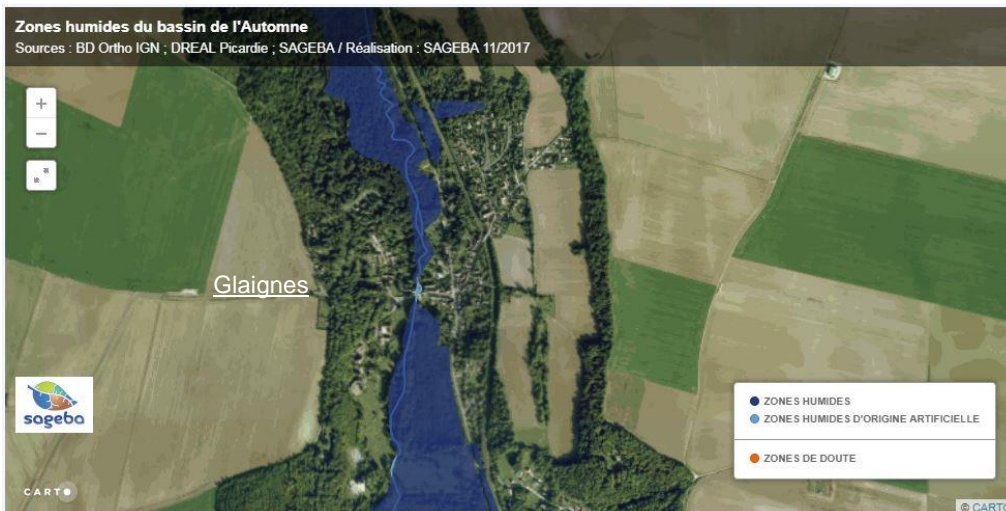 Zones humides du bassin de l'Automne
Sources : BD Ortho IGN ; DREAL Picardie ; SAGEBA / Réalisation : SAGEBA 11/2017
+
−
Glaignes
sageba
ZONES HUMIDES
ZONES HUMIDES D'ORIGINE ARTIFICIELLE
ZONES DE DOUTE
CARTO
© CARTO